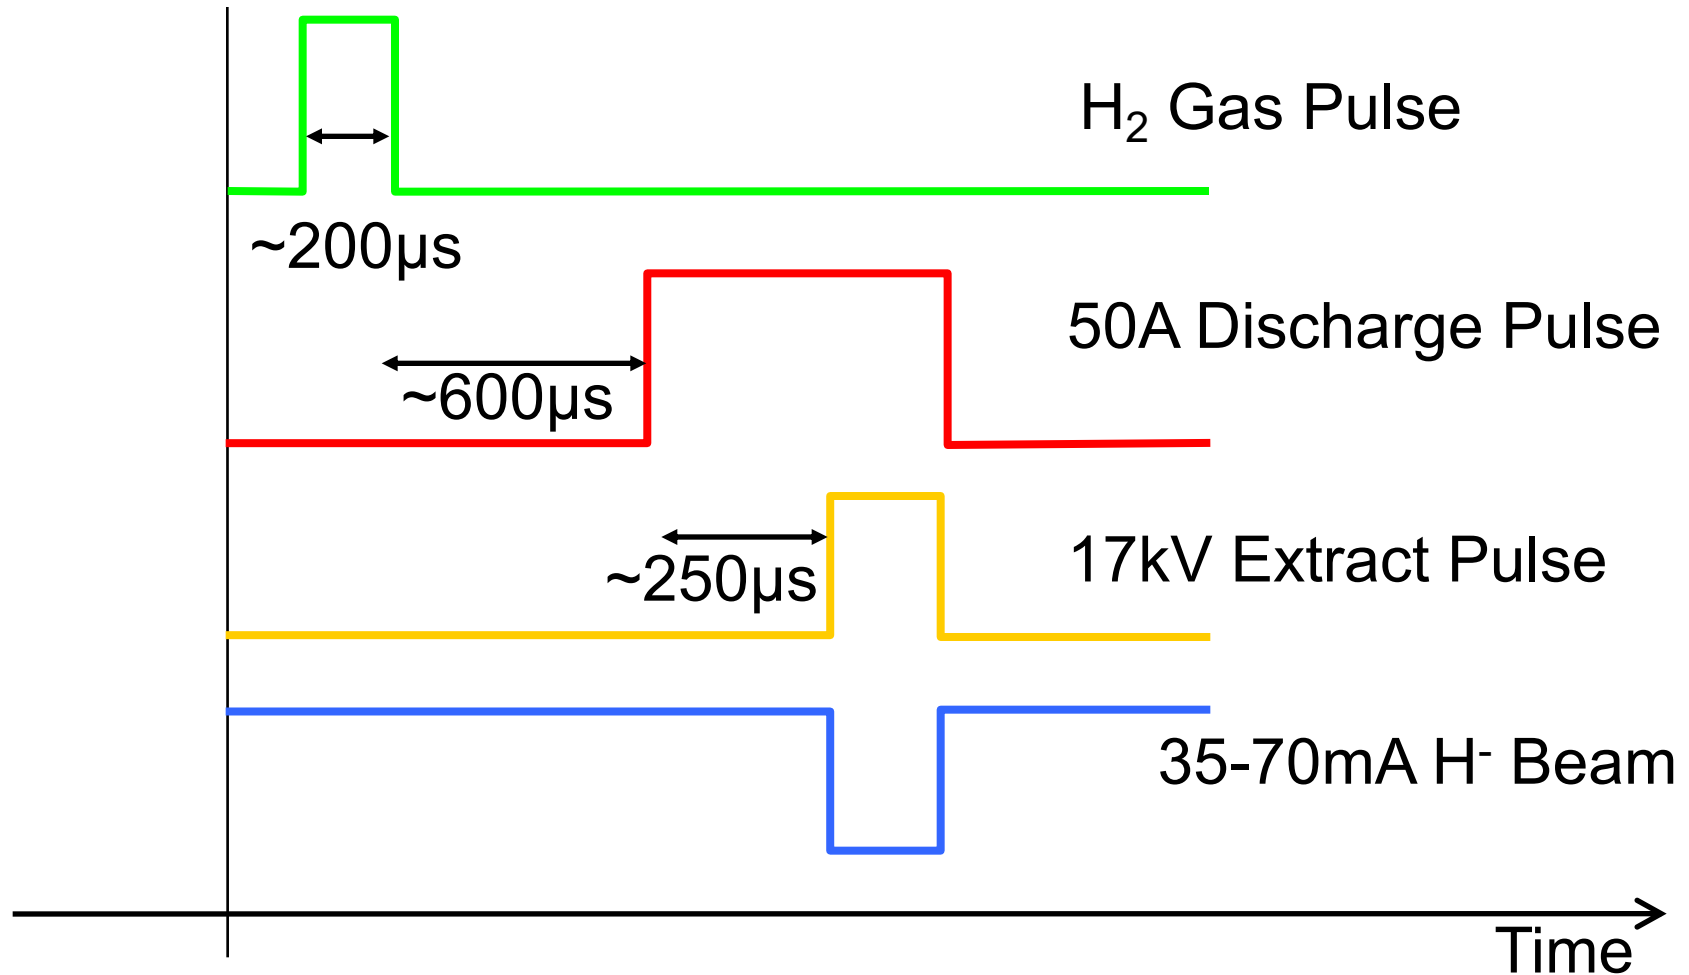 H₂ Gas Pulse
~200µs
50A Discharge Pulse
~600µs
17kV Extract Pulse
~250µs
35-70mA H⁻ Beam
Time